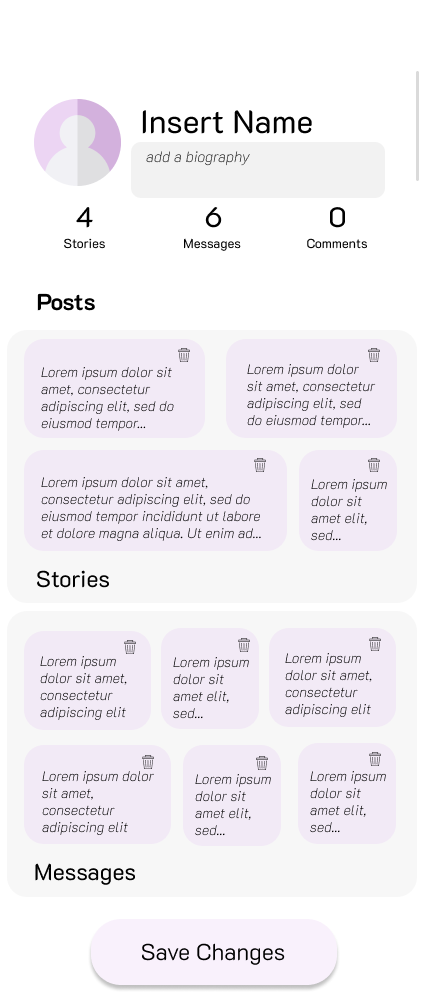 Insert Name
add a biography
4
Stories
6
Messages
0
Comments
Posts
Lorem ipsum dolor sit
amet, consectetur
adipiscing elit, sed do
eiusmod tempor...
Lorem ipsum dolor
sit amet, consectetur
adipiscing elit, sed
do eiusmod tempor...
Lorem ipsum dolor sit amet,
consectetur adipiscing elit, sed do
eiusmod tempor incididunt ut labore
et dolore magna aliqua. Ut enim ad...
Lorem ipsum
dolor sit
amet elit,
sed...
Stories
Lorem ipsum
dolor sit amet,
consectetur
adipiscing elit
Lorem ipsum
dolor sit
amet elit,
sed...
Lorem ipsum
dolor sit amet,
consectetur
adipiscing elit
Lorem ipsum dolor
sit amet,
consectetur
adipiscing elit
Lorem ipsum
dolor sit
amet elit,
sed...
Lorem ipsum
dolor sit
amet elit,
sed...
Messages
Save Changes